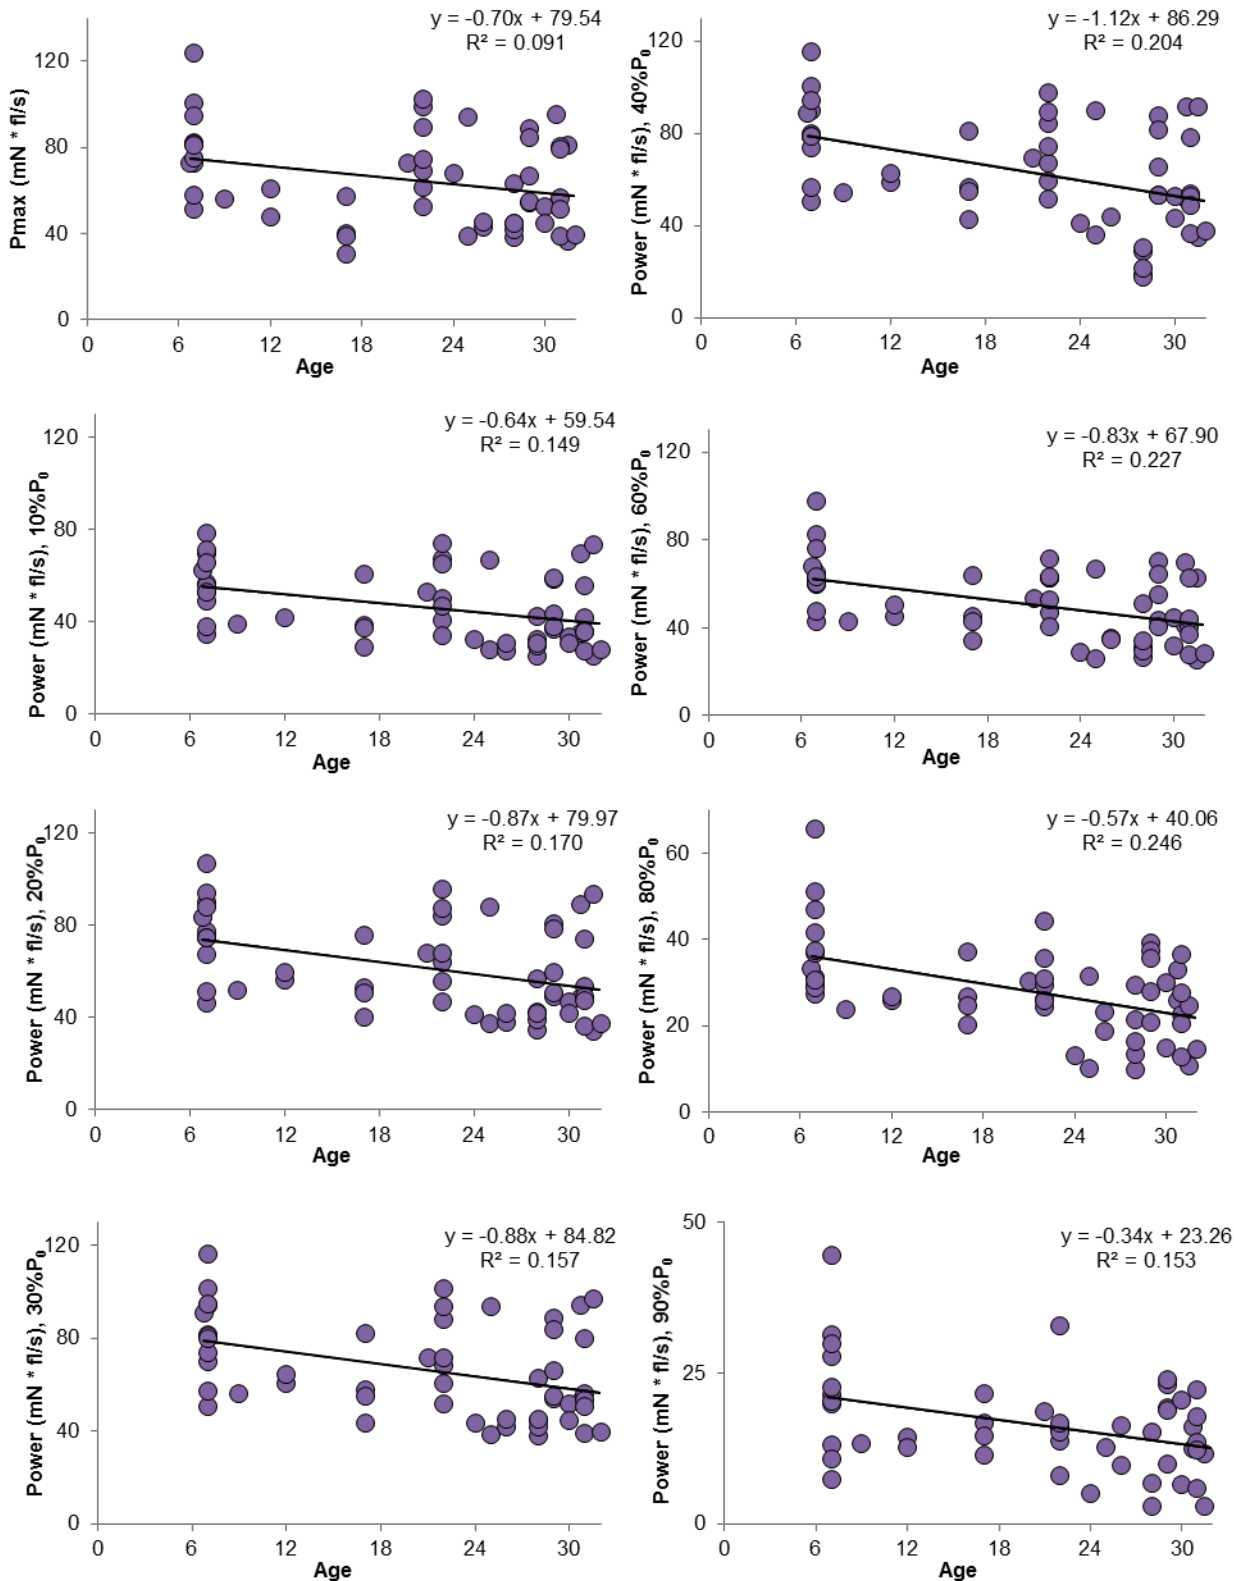 y = -0.70x + 79.54
R² = 0.091
Pmax (mN * fl/s)
120
80
40
0
0 6 12 18 24 30
Age
y = -1.12x + 86.29
R² = 0.204
Power (mN * fl/s), 40%P₀
120
80
40
0
0 6 12 18 24 30
Age
y = -0.64x + 59.54
R² = 0.149
Power (mN * fl/s), 10%P₀
120
80
40
0
0 6 12 18 24 30
Age
y = -0.83x + 67.90
R² = 0.227
Power (mN * fl/s), 60%P₀
120
80
40
0
0 6 12 18 24 30
Age
y = -0.87x + 79.97
R² = 0.170
Power (mN * fl/s), 20%P₀
120
80
40
0
0 6 12 18 24 30
Age
y = -0.57x + 40.06
R² = 0.246
Power (mN * fl/s), 80%P₀
60
40
20
0
0 6 12 18 24 30
Age
y = -0.88x + 84.82
R² = 0.157
Power (mN * fl/s), 30%P₀
120
80
40
0
0 6 12 18 24 30
Age
y = -0.34x + 23.26
R² = 0.153
Power (mN * fl/s), 90%P₀
50
25
0
0 6 12 18 24 30
Age